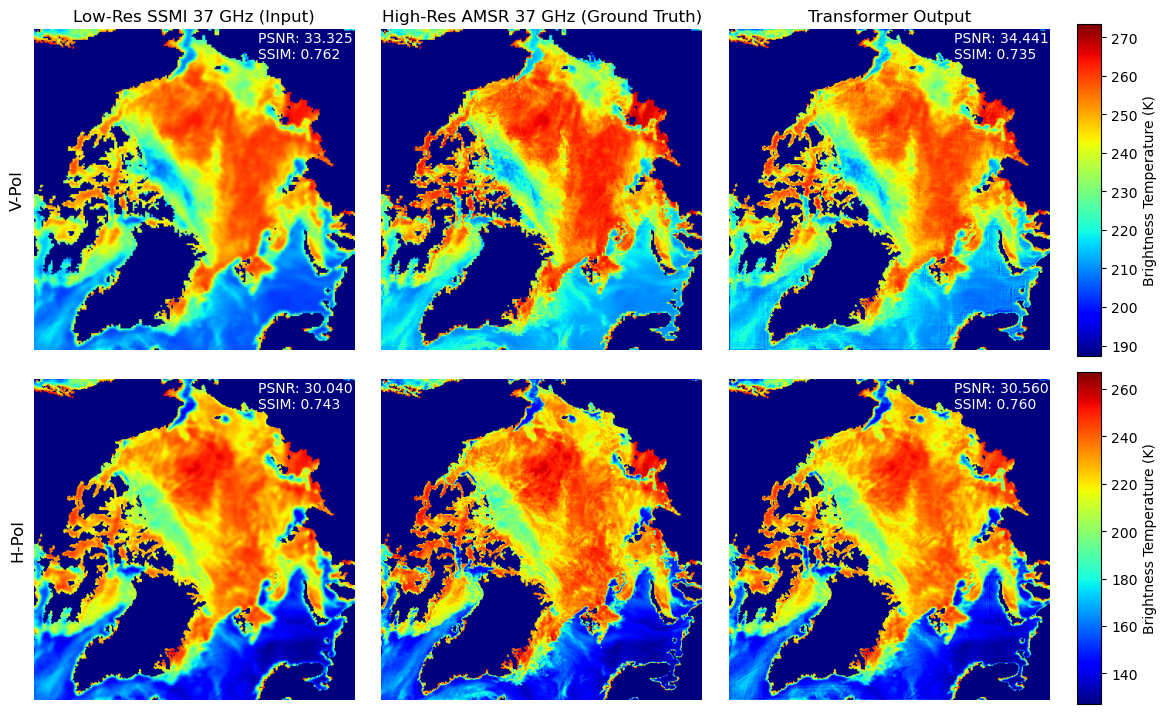 Low-Res SSMI 37 GHz (Input)
High-Res AMSR 37 GHz (Ground Truth)
Transformer Output
V-Pol
PSNR: 33.325
SSIM: 0.762
PSNR: 34.441
SSIM: 0.735
270
260
250
240
230
220
210
200
190
Brightness Temperature (K)
H-Pol
PSNR: 30.040
SSIM: 0.743
PSNR: 30.560
SSIM: 0.760
260
240
220
200
180
160
140
Brightness Temperature (K)